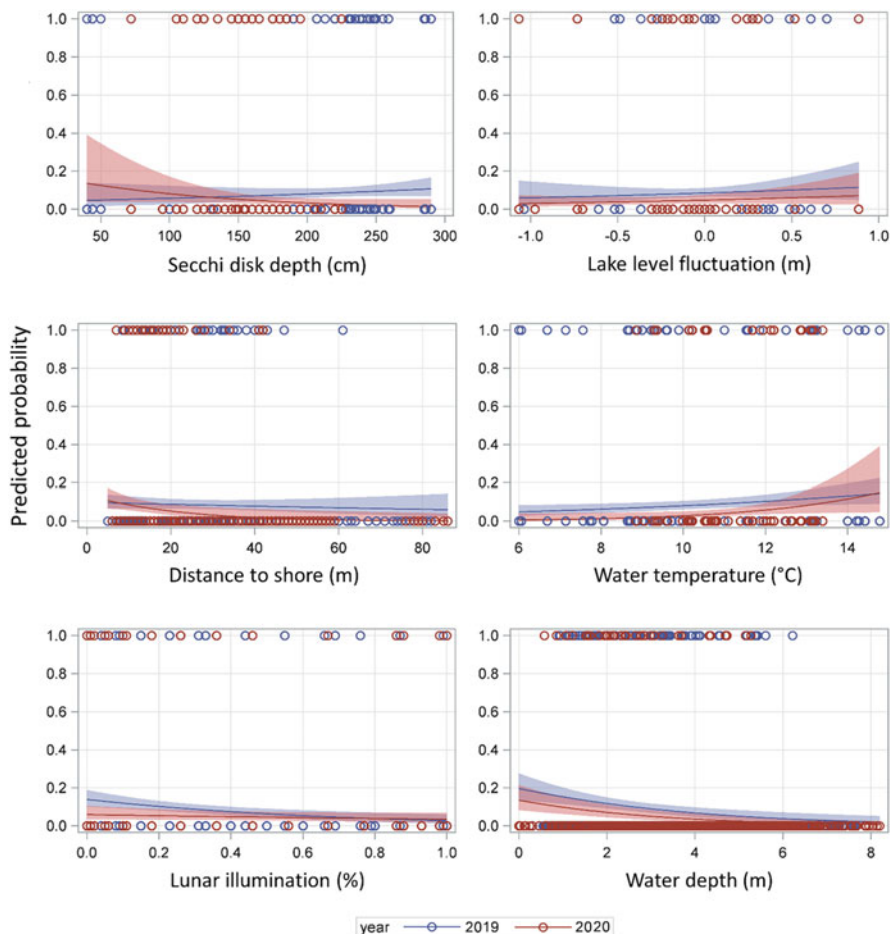 1.0
0.8
0.6
0.4
0.2
0.0
50 100 150 200 250 300
Secchi disk depth (cm)
1.0
0.8
0.6
0.4
0.2
0.0
-1.0 -0.5 0.0 0.5 1.0
Lake level fluctuation (m)
Predicted probability
1.0
0.8
0.6
0.4
0.2
0.0
0 20 40 60 80
Distance to shore (m)
1.0
0.8
0.6
0.4
0.2
0.0
6 8 10 12 14
Water temperature (°C)
1.0
0.8
0.6
0.4
0.2
0.0
0.0 0.2 0.4 0.6 0.8 1.0
Lunar illumination (%)
1.0
0.8
0.6
0.4
0.2
0.0
0 2 4 6 8
Water depth (m)
year 2019 2020